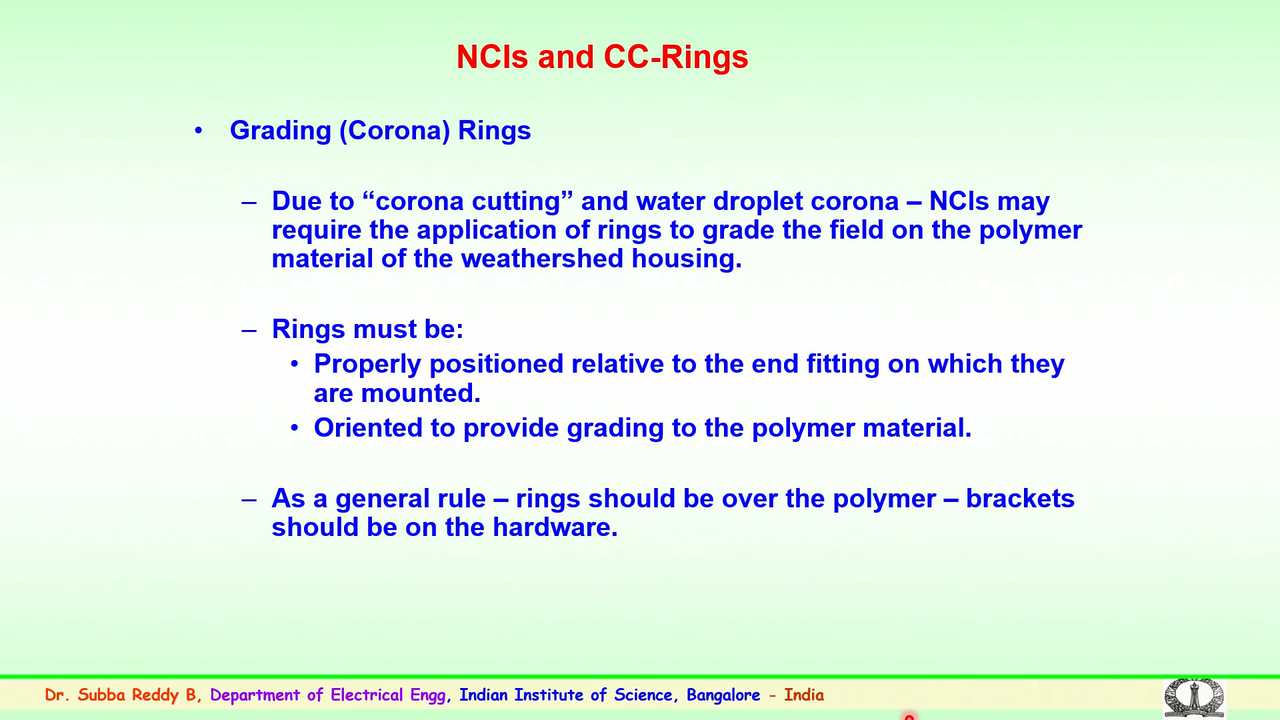 NCIs and CC-Rings
• Grading (Corona) Rings
– Due to “corona cutting” and water droplet corona – NCIs may
require the application of rings to grade the field on the polymer
material of the weathershed housing.
– Rings must be:
• Properly positioned relative to the end fitting on which they
are mounted.
• Oriented to provide grading to the polymer material.
– As a general rule – rings should be over the polymer – brackets
should be on the hardware.
Dr. Subba Reddy B, Department of Electrical Engg, Indian Institute of Science, Bangalore - India